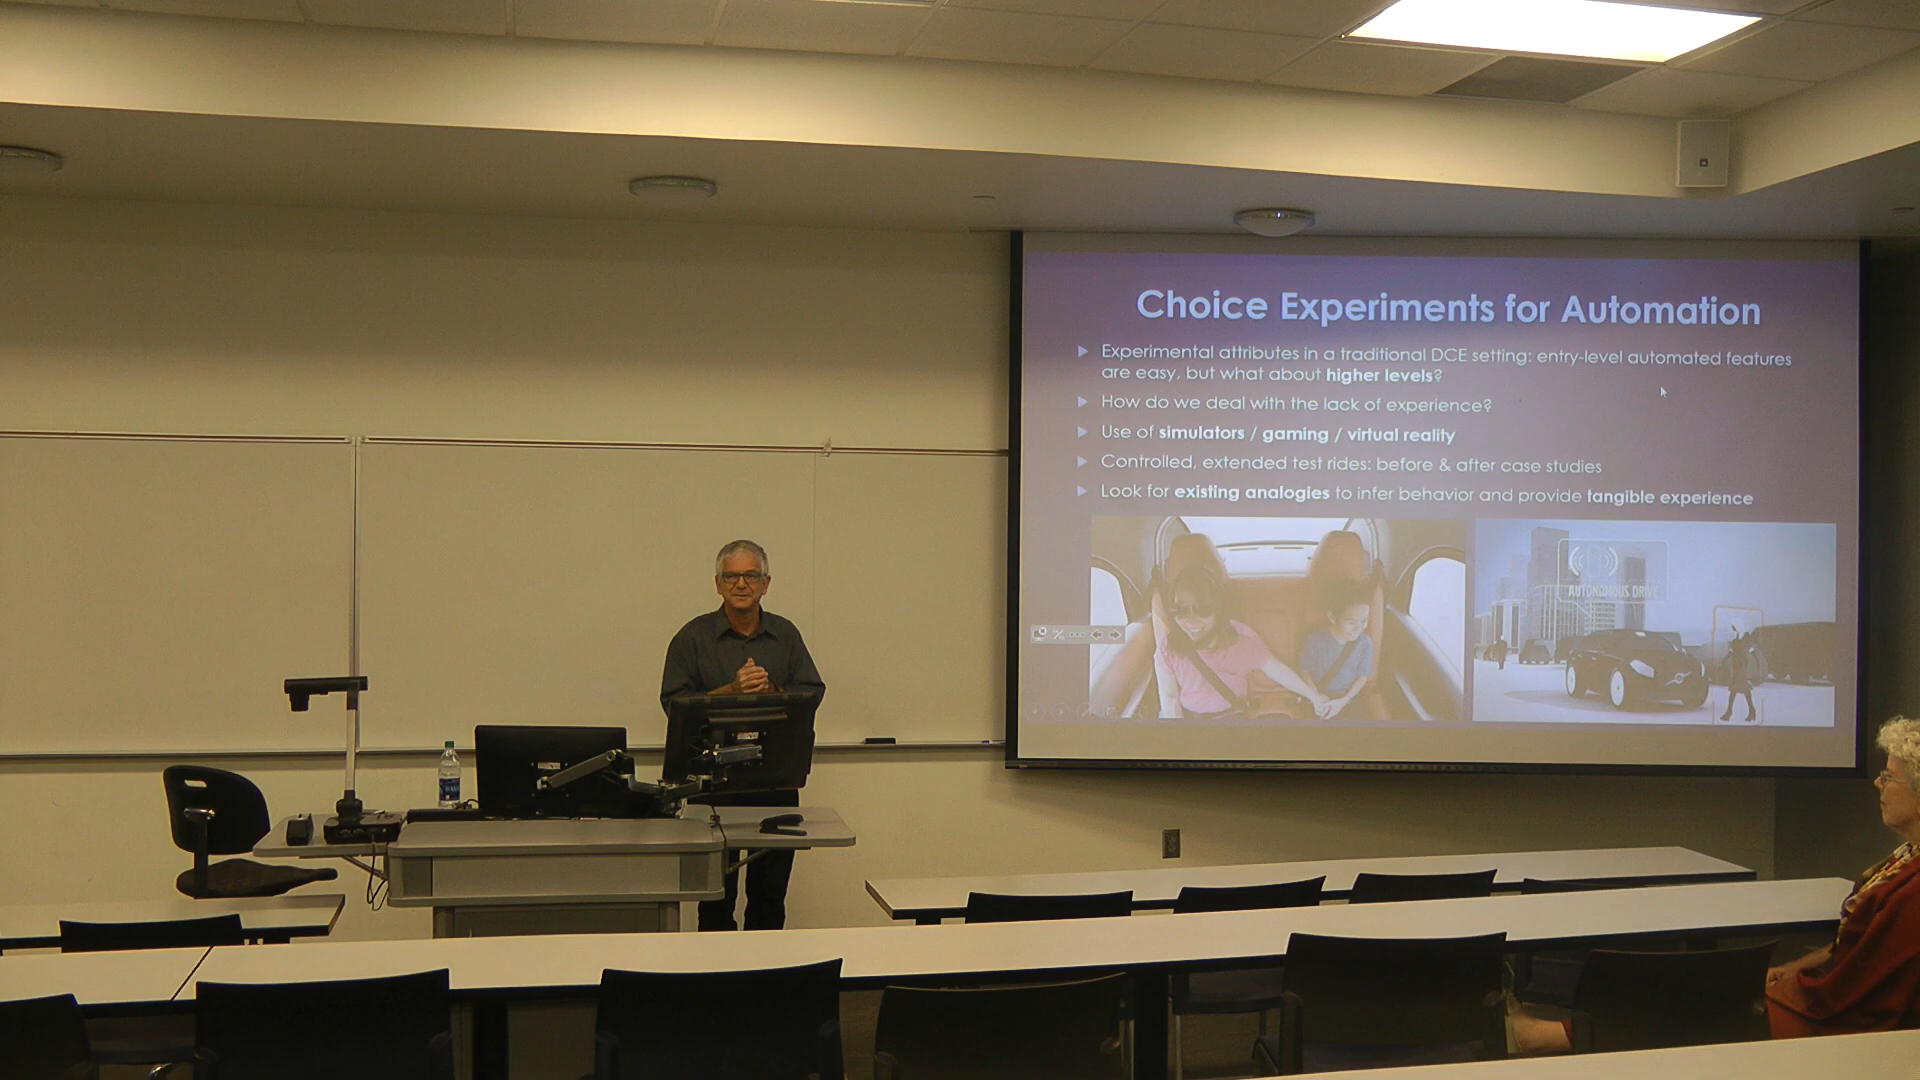 Choice Experiments for Automation
Experimental attributes in a traditional DCE setting: entry-level automated features
are easy, but what about higher levels?
How do we deal with the lack of experience?
Use of simulators / gaming / virtual reality
Controlled, extended test rides: before & after case studies
Look for existing analogies to infer behavior and provide tangible experience
AUTONOMOUS DRIVE